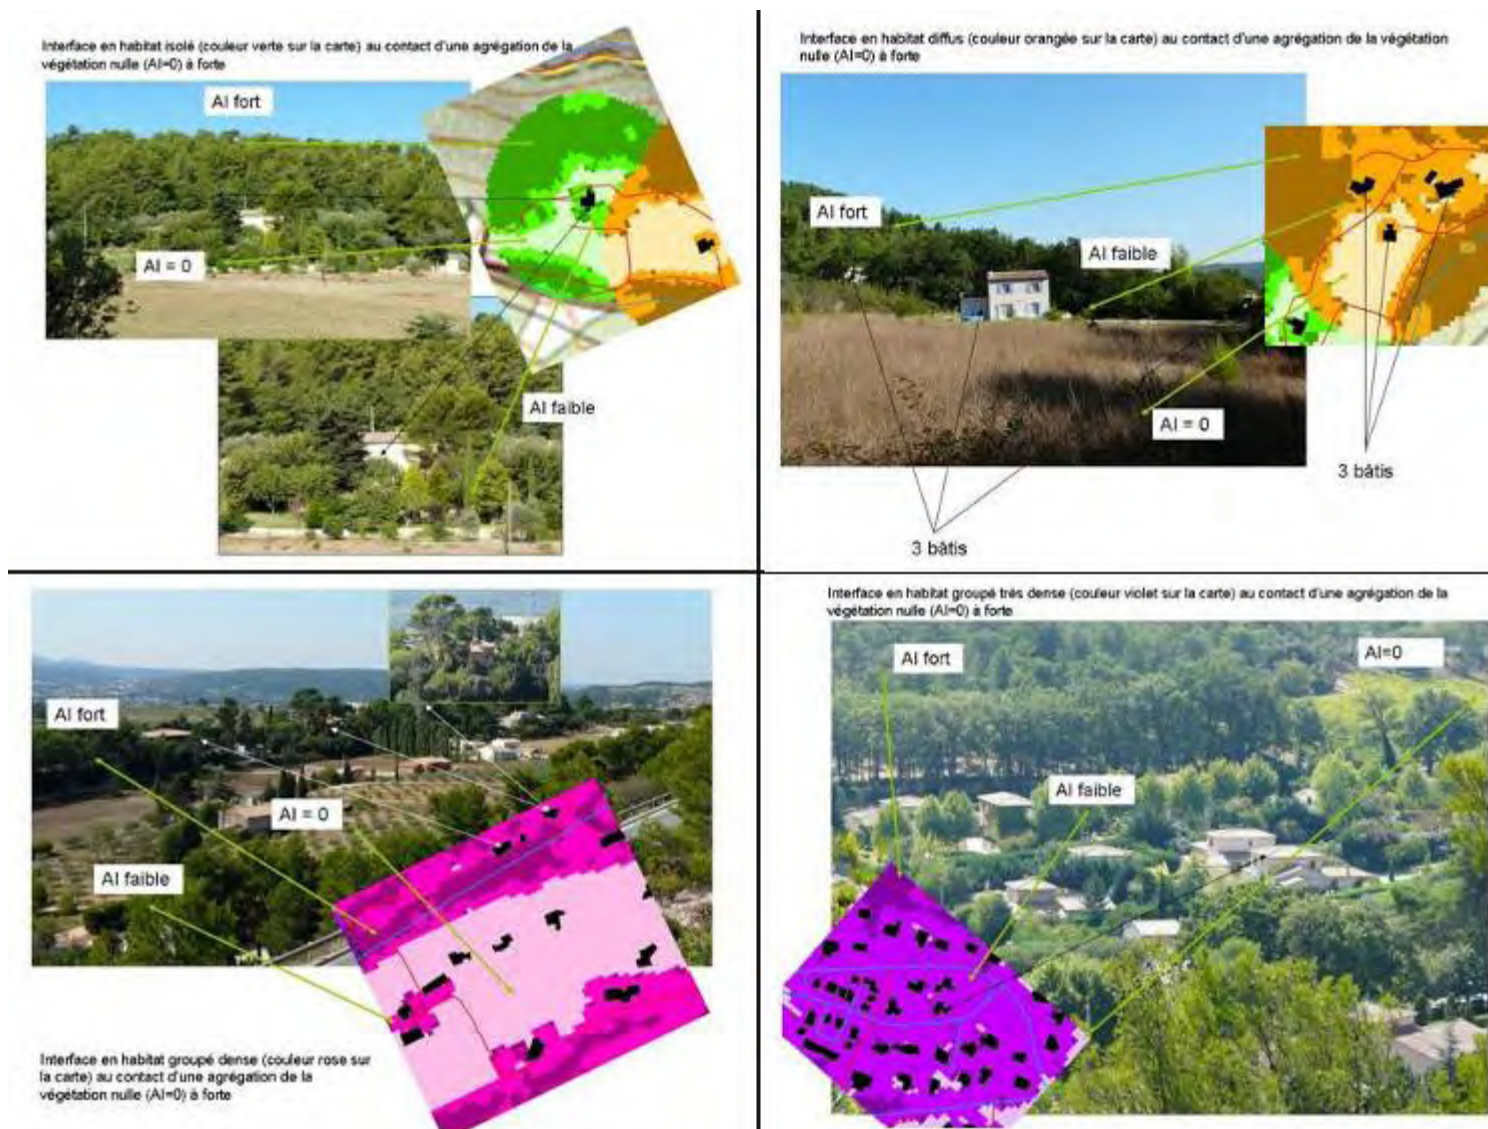 Interface en habitat isolé (couleur verte sur la carte) au contact d'une agrégation de la
végétation nulle (AI=0) à forte
AI fort
AI = 0
AI faible
Interface en habitat diffus (couleur orangée sur la carte) au contact d'une agrégation de la végétation
nulle (AI=0) à forte
AI fort
AI faible
AI = 0
3 bâtis
3 bâtis
AI fort
AI = 0
AI faible
Interface en habitat groupé dense (couleur rose sur
la carte) au contact d'une agrégation de la
végétation nulle (AI=0) à forte
Interface en habitat groupé très dense (couleur violet sur la carte) au contact d'une agrégation de la
végétation nulle (AI=0) à forte
AI fort
AI=0
AI faible